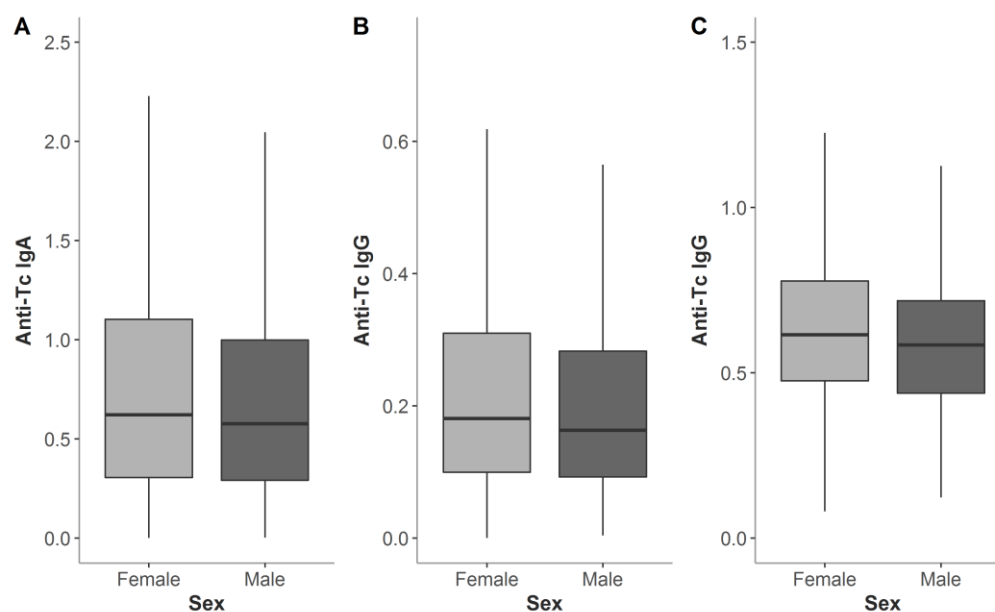 A
Anti-Tc IgA
2.5
2.0
1.5
1.0
0.5
0.0
Female Male
Sex
B
Anti-Tc IgG
0.6
0.4
0.2
0.0
Female Male
Sex
C
Anti-Tc IgG
1.5
1.0
0.5
0.0
Female Male
Sex